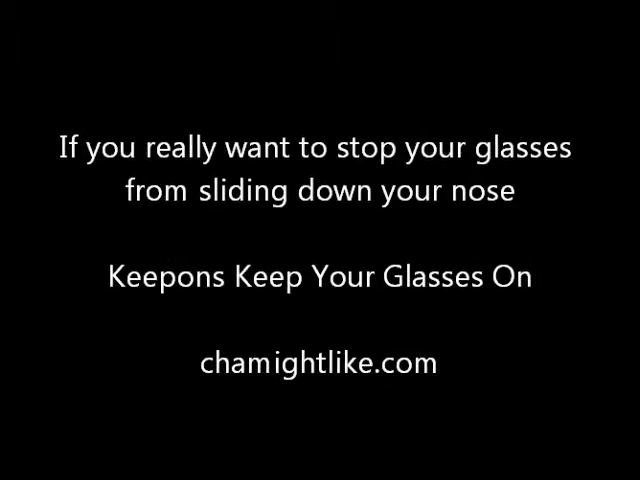 If you really want to stop your glasses
from sliding down your nose
Keepons Keep Your Glasses On
chamightlike.com